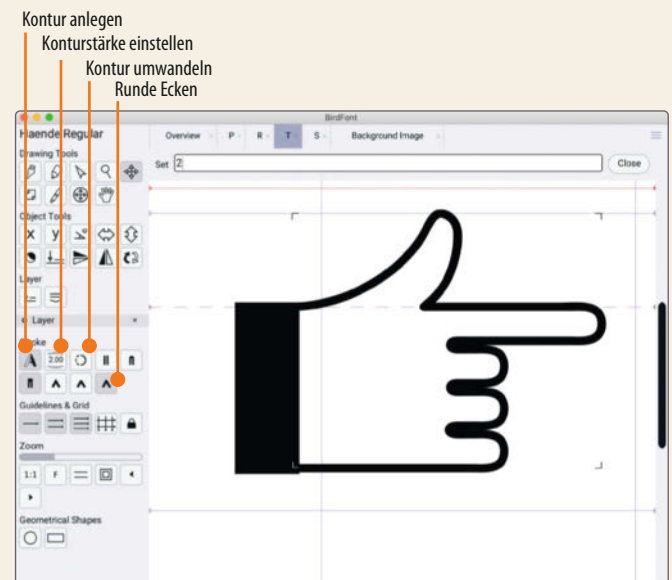 Kontur anlegen
Konturstärke einstellen
Kontur umwandeln
Runde Ecken
BirdFont
Haende Regular
Overview P R T S Background Image
Drawing Tools
Set 2 Close
Object Tools
x y
Layer
Layer
2.00
Guidelines & Grid
Zoom
1:1 F
Geometrical Shapes